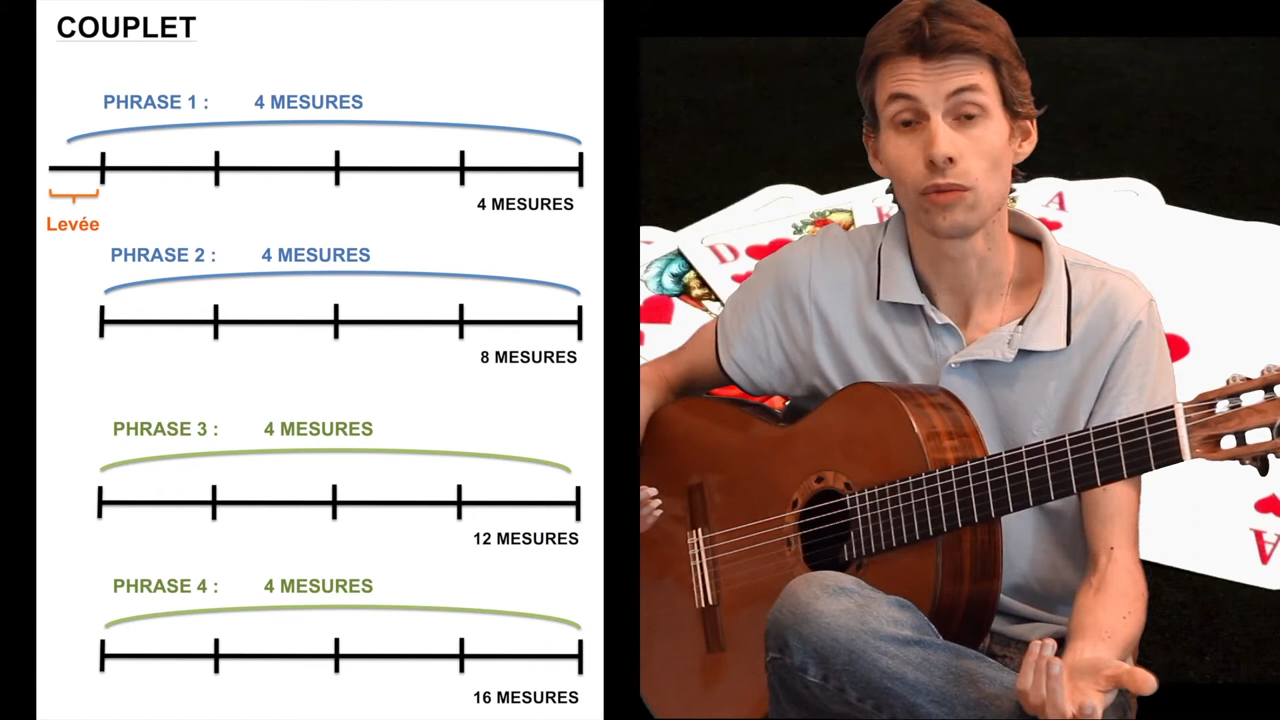 COUPLET
PHRASE 1 : 4 MESURES
4 MESURES
Levée
PHRASE 2 : 4 MESURES
8 MESURES
PHRASE 3 : 4 MESURES
12 MESURES
PHRASE 4 : 4 MESURES
16 MESURES
D
K
A
A